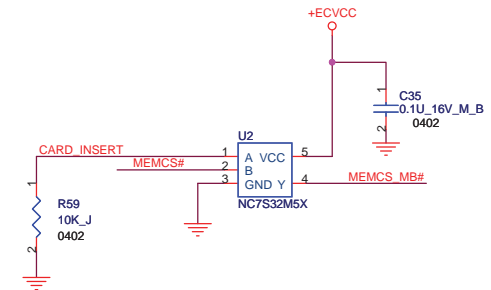 +ECVCC
1
C35
0.1U_16V_M_B
0402
2
U2
CARD_INSERT
1
A VCC
5
MEMCS#
2
B
3
GND Y
4
MEMCS_MB#
NC7S32M5X
1
R59
10K_J
0402
2